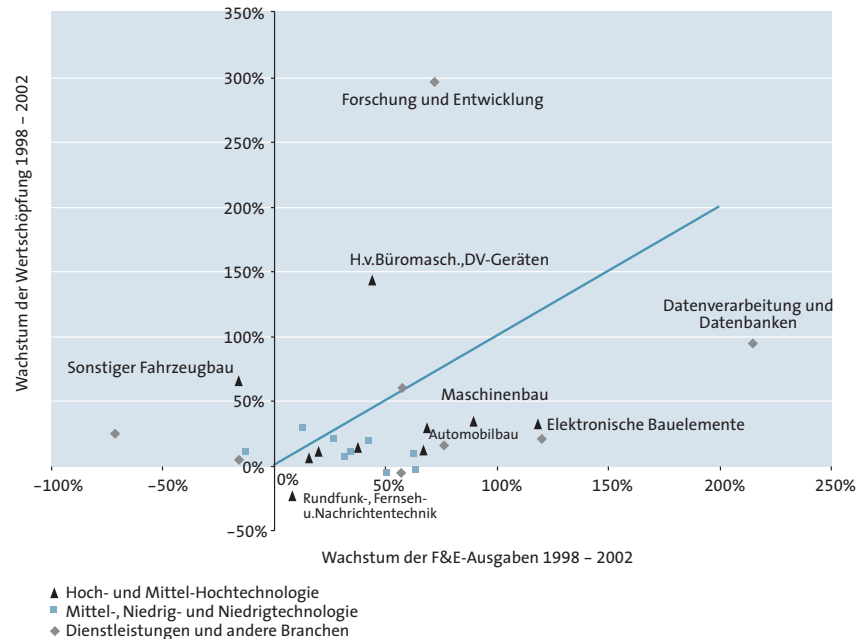 350%
300%
Forschung und Entwicklung
250%
200%
H.v.Büromasch.,DV-Geräten
150%
Datenverarbeitung und
Datenbanken
100%
Sonstiger Fahrzeugbau
50%
Maschinenbau
Automobilbau
Elektronische Bauelemente
0%
−100%
−50%
0%
50%
100%
150%
200%
250%
Rundfunk-, Fernseh-
u.Nachrichtentechnik
−50%
Wachstum der Wertschöpfung 1998 – 2002
Wachstum der F&E-Ausgaben 1998 – 2002
Hoch- und Mittel-Hochtechnologie
Mittel-, Niedrig- und Niedrigtechnologie
Dienstleistungen und andere Branchen